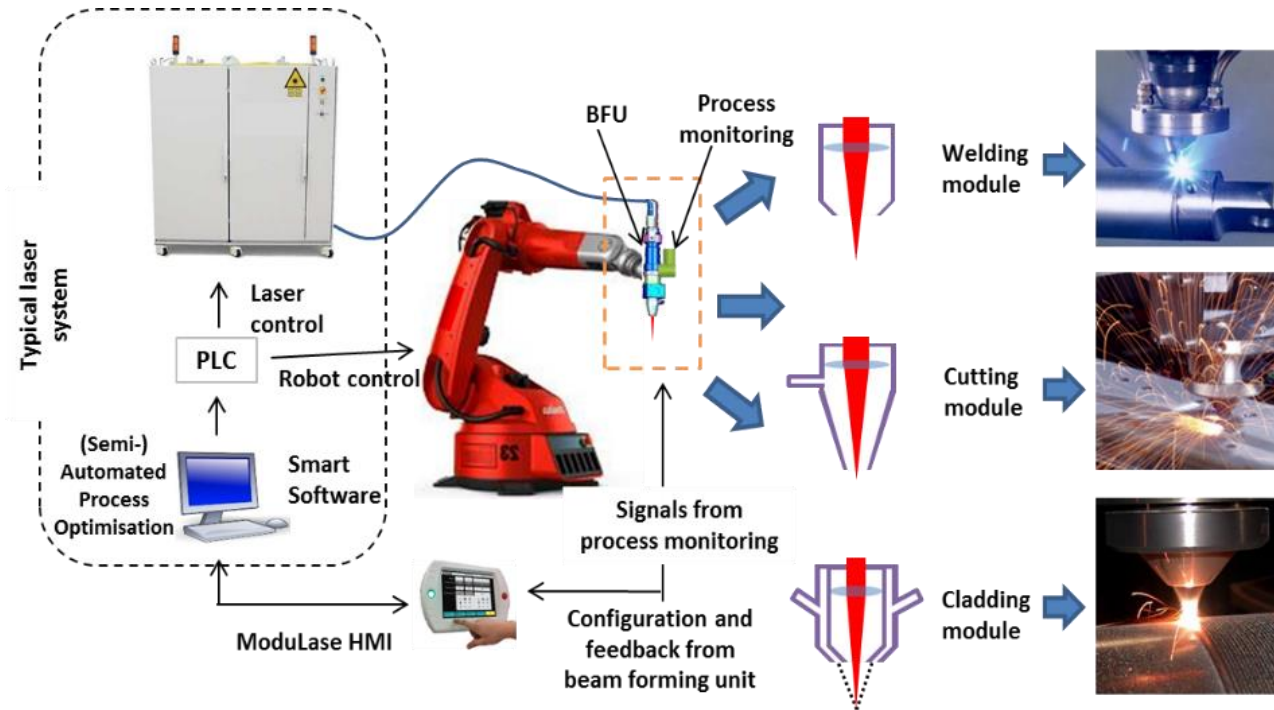 Typical laser
system
Laser
control
PLC
Robot control
(Semi-)
Automated
Process
Optimisation
Smart
Software
ModuLase HMI
BFU
Process
monitoring
23
Signals from
process monitoring
Configuration and
feedback from
beam forming unit
Welding
module
Cutting
module
Cladding
module